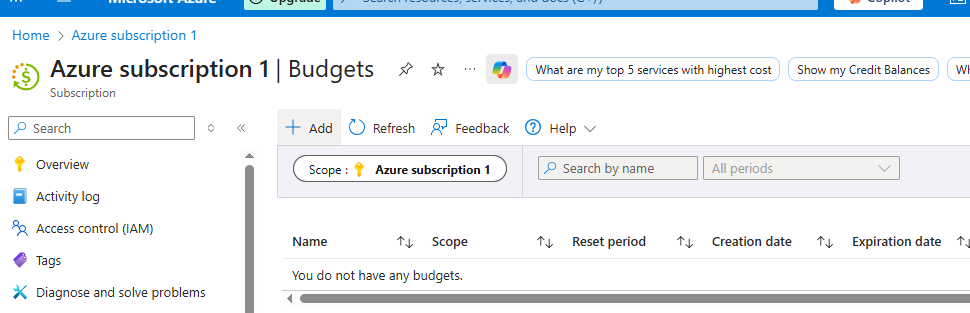 Microsoft Azure Upgrade Search resources, services, and docs (G+/) Copilot
Home > Azure subscription 1
Azure subscription 1 | Budgets ... What are my top 5 services with highest cost Show my Credit Balances
Subscription
Search + Add Refresh Feedback Help
Overview
Scope : Azure subscription 1 Search by name All periods
Activity log
Access control (IAM)
Name Scope Reset period Creation date Expiration date
Tags
You do not have any budgets.
Diagnose and solve problems